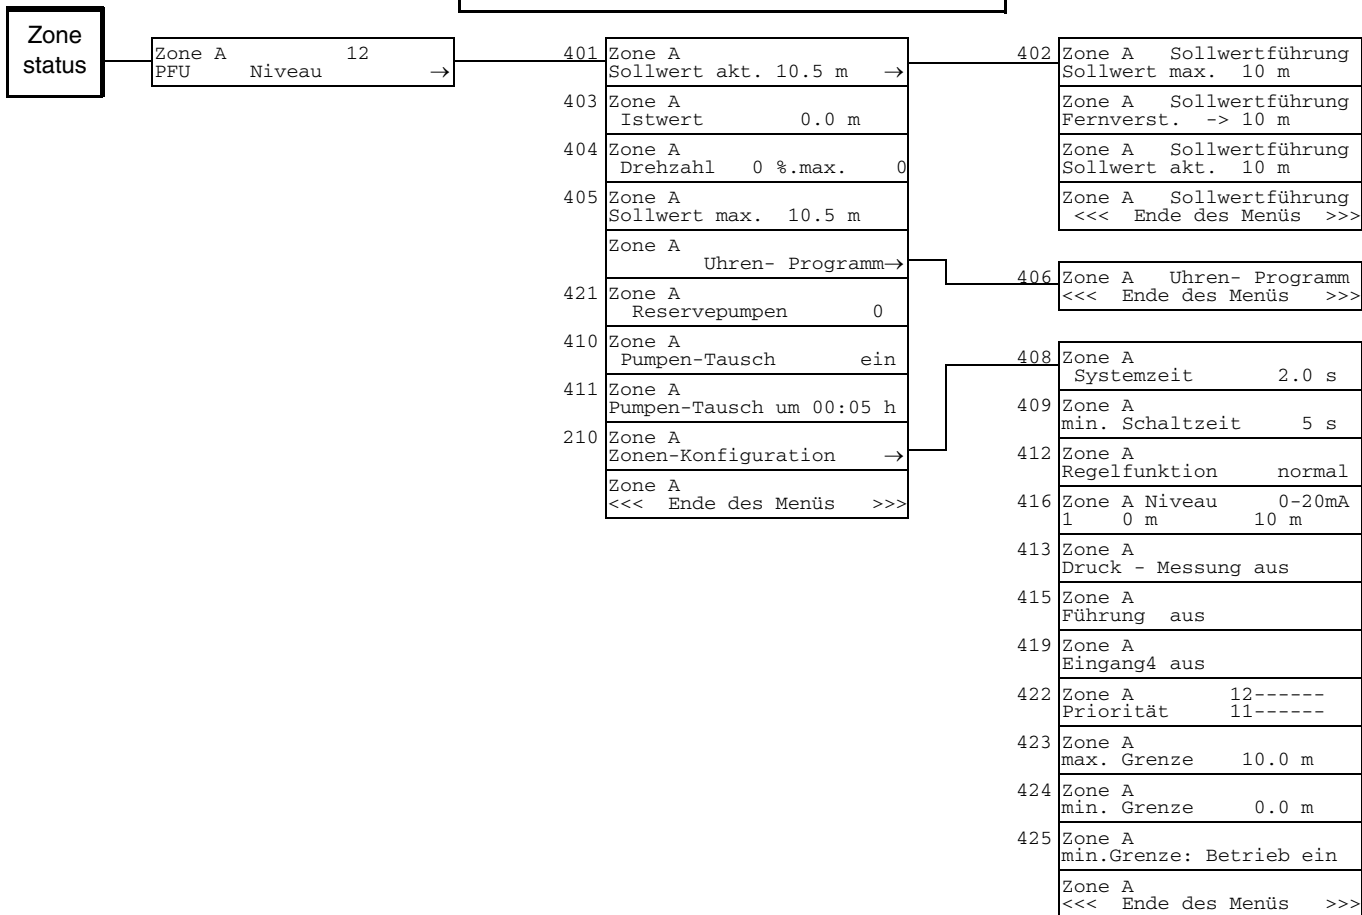 Zone
status
Zone A 12
PFU Niveau →
401 Zone A
Sollwert akt. 10.5 m →
403 Zone A
Istwert 0.0 m
404 Zone A
Drehzahl 0 %.max. 0
405 Zone A
Sollwert max. 10.5 m
Zone A
Uhren- Programm→
421 Zone A
Reservepumpen 0
410 Zone A
Pumpen-Tausch ein
411 Zone A
Pumpen-Tausch um 00:05 h
210 Zone A
Zonen-Konfiguration →
Zone A
<<< Ende des Menüs >>>
402 Zone A Sollwertführung
Sollwert max. 10 m
Zone A Sollwertführung
Fernverst. -> 10 m
Zone A Sollwertführung
Sollwert akt. 10 m
Zone A Sollwertführung
<<< Ende des Menüs >>>
406 Zone A Uhren- Programm
<<< Ende des Menüs >>>
408 Zone A
Systemzeit 2.0 s
409 Zone A
min. Schaltzeit 5 s
412 Zone A
Regelfunktion normal
416 Zone A Niveau 0-20mA
1 0 m 10 m
413 Zone A
Druck - Messung aus
415 Zone A
Führung aus
419 Zone A
Eingang4 aus
422 Zone A 12------
Priorität 11------
423 Zone A
max. Grenze 10.0 m
424 Zone A
min. Grenze 0.0 m
425 Zone A
min.Grenze: Betrieb ein
Zone A
<<< Ende des Menüs >>>